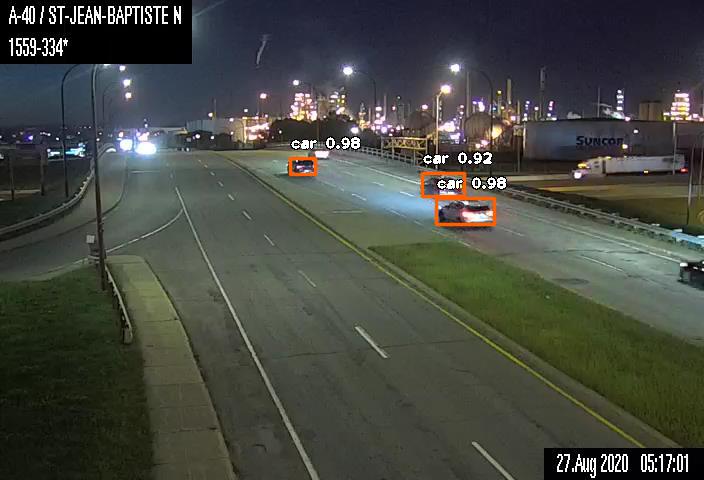 A-40 / ST-JEAN-BAPTISTE N
1559-334*
car 0.98
car 0.92
car 0.98
SUNCOR
27.Aug 2020 05:17:01